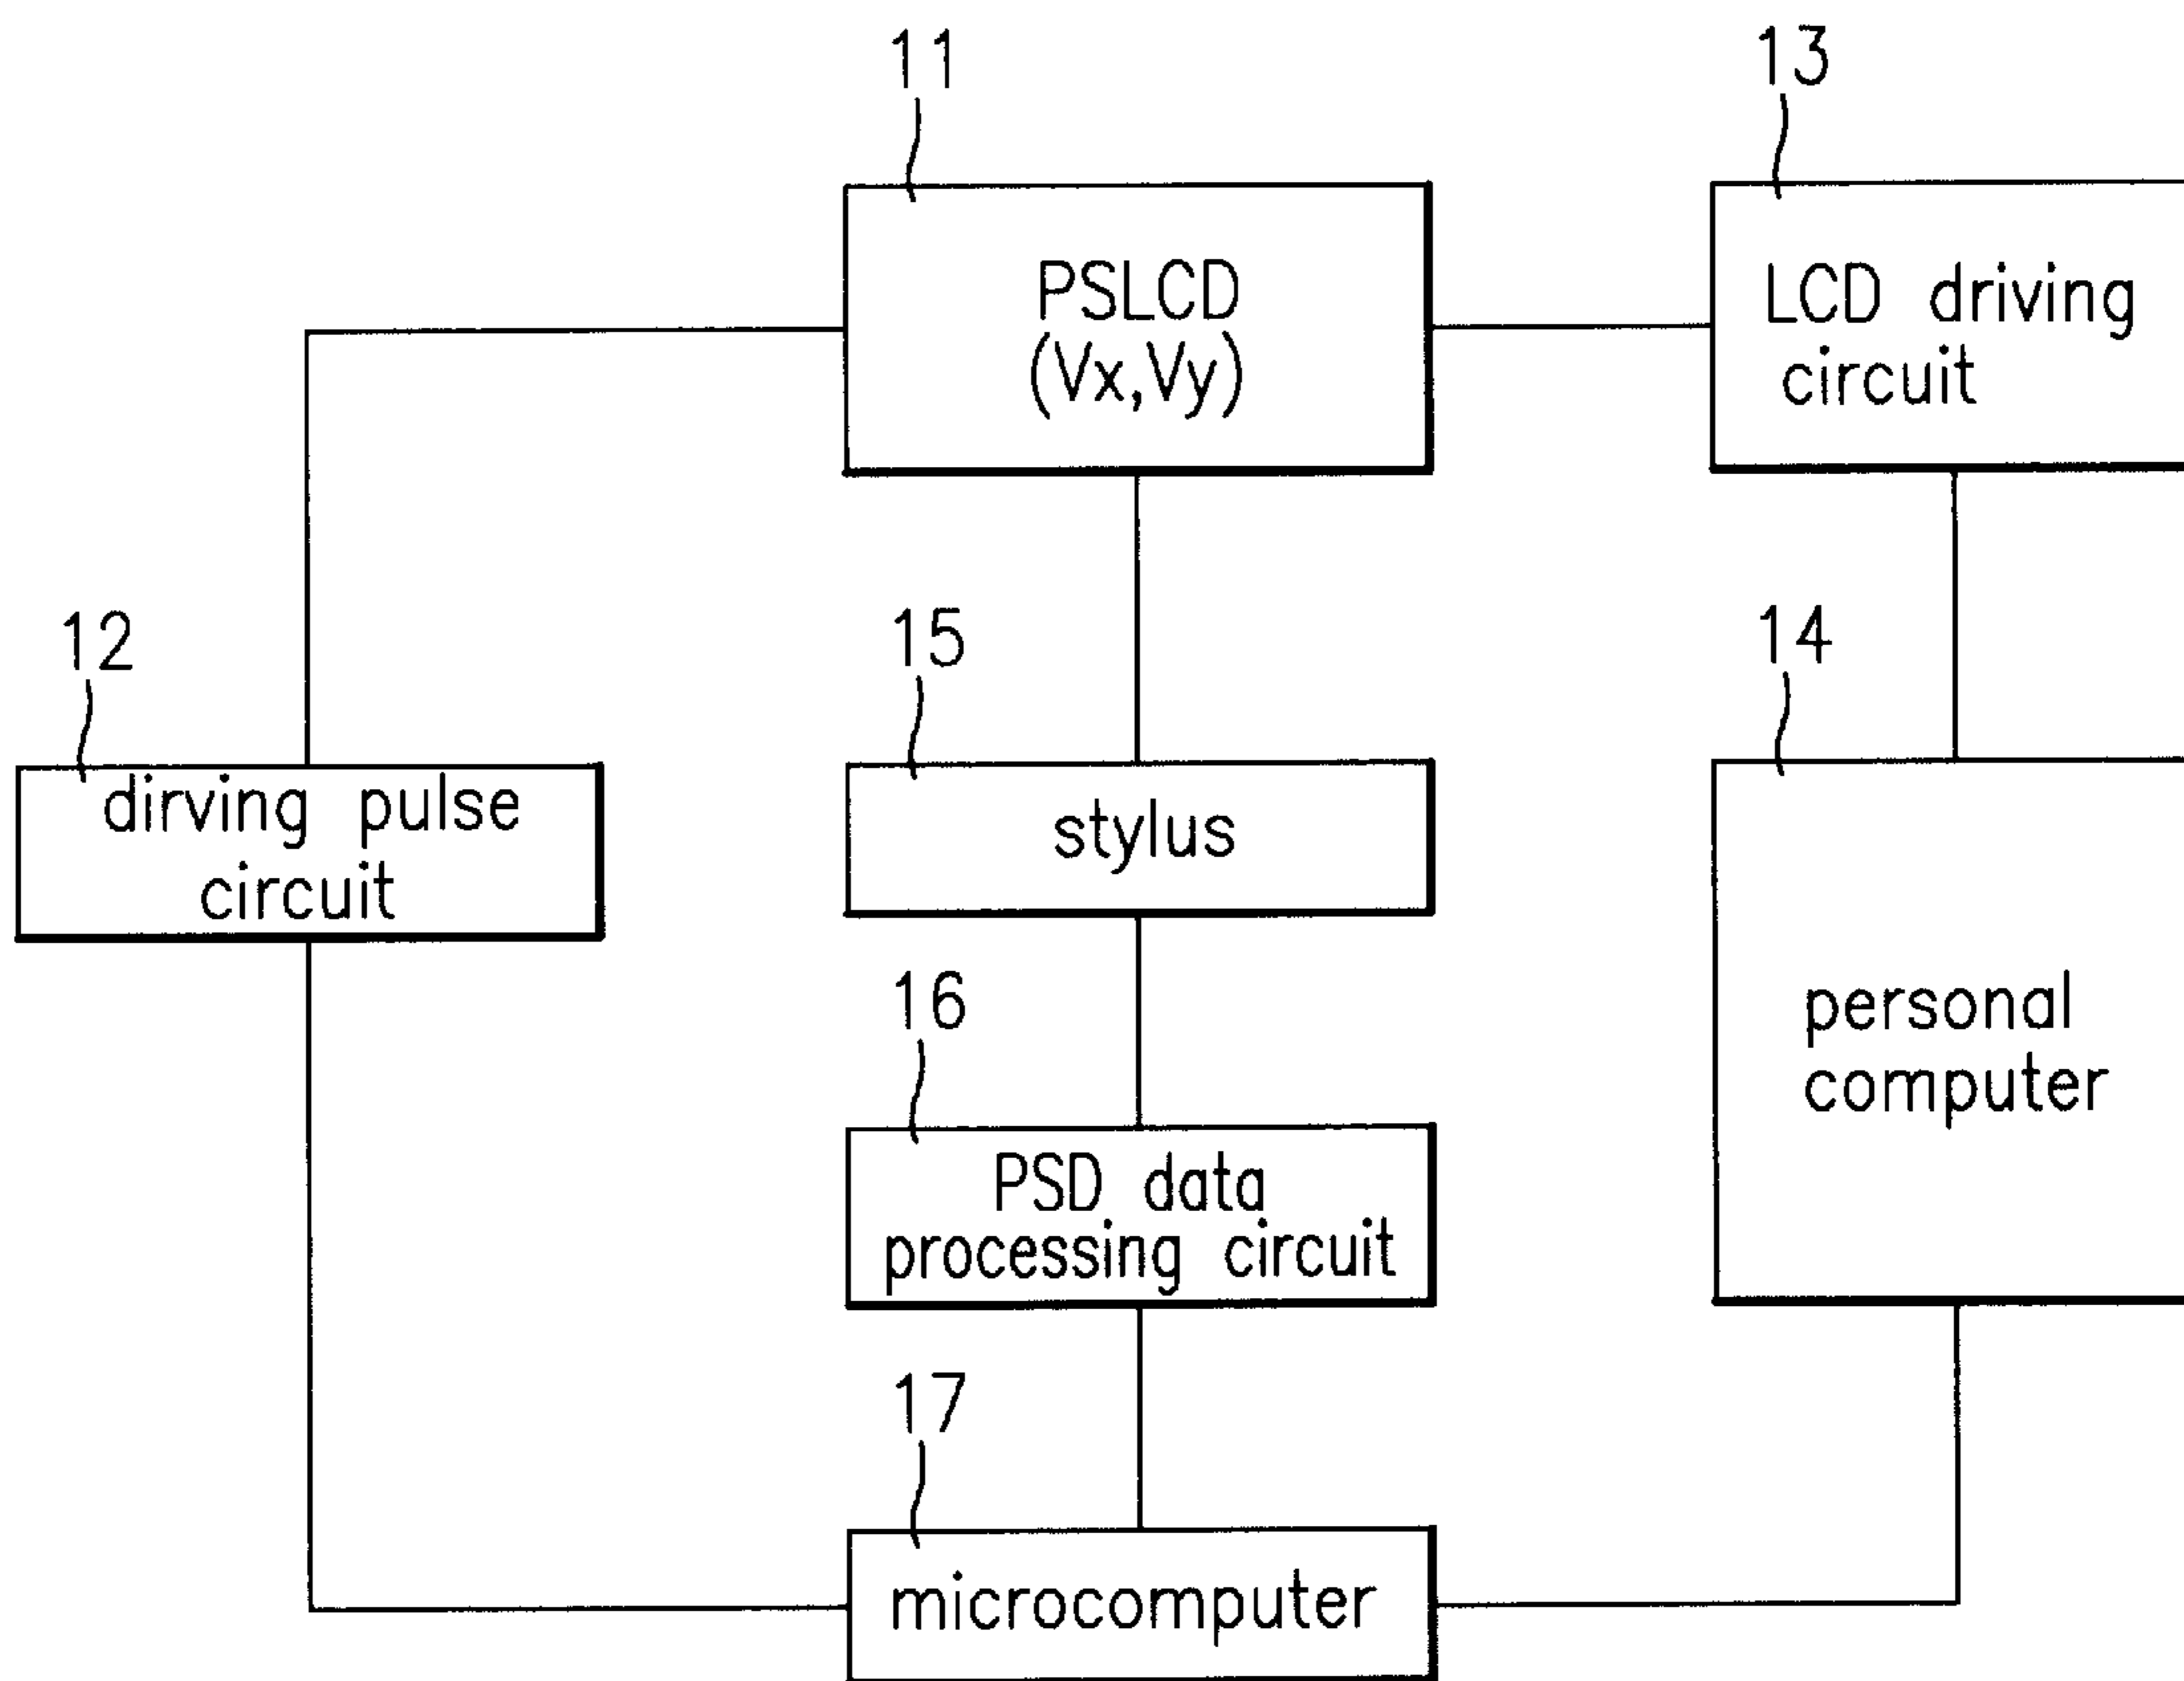 11
13
PSLCD
(Vx,Vy)
LCD driving
circuit
12
15
14
dirving pulse
circuit
stylus
personal
computer
16
PSD data
processing circuit
17
microcomputer